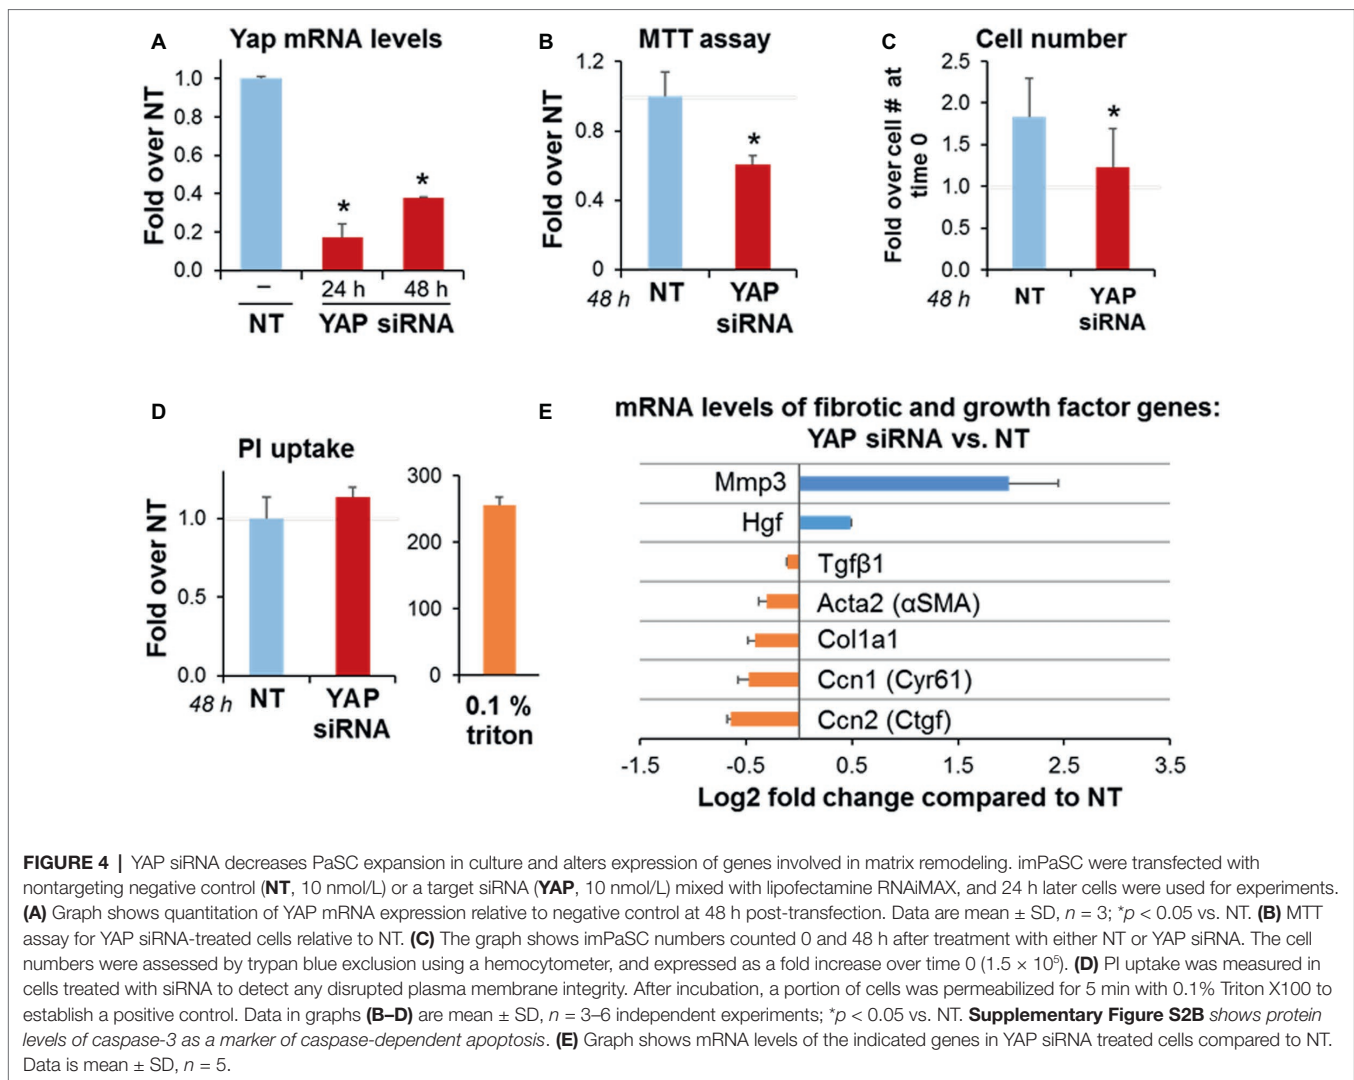 A
Yap mRNA levels
Fold over NT
1.0
0.8
0.6
0.4
0.2
0.0
*
*
–
24 h
48 h
NT
YAP siRNA
B
MTT assay
Fold over NT
1.2
0.8
0.4
0
*
48 h
NT
YAP
siRNA
C
Cell number
Fold over cell # at
time 0
2.5
2.0
1.5
1.0
0.5
0.0
*
48 h
NT
YAP
siRNA
D
PI uptake
Fold over NT
1.0
0.5
0.0
48 h
NT
YAP
siRNA
300
200
100
0
0.1 %
triton
E
mRNA levels of fibrotic and growth factor genes:
YAP siRNA vs. NT
Mmp3
Hgf
Tgfβ1
Acta2 (αSMA)
Col1a1
Ccn1 (Cyr61)
Ccn2 (Ctgf)
-1.5
-0.5
0.5
1.5
2.5
3.5
Log2 fold change compared to NT
FIGURE 4 | YAP siRNA decreases PaSC expansion in culture and alters expression of genes involved in matrix remodeling. imPaSC were transfected with
nontargeting negative control (NT, 10 nmol/L) or a target siRNA (YAP, 10 nmol/L) mixed with lipofectamine RNAiMAX, and 24 h later cells were used for experiments.
(A) Graph shows quantitation of YAP mRNA expression relative to negative control at 48 h post-transfection. Data are mean ± SD, n = 3; *p < 0.05 vs. NT. (B) MTT
assay for YAP siRNA-treated cells relative to NT. (C) The graph shows imPaSC numbers counted 0 and 48 h after treatment with either NT or YAP siRNA. The cell
numbers were assessed by trypan blue exclusion using a hemocytometer, and expressed as a fold increase over time 0 (1.5 × 10⁵). (D) PI uptake was measured in
cells treated with siRNA to detect any disrupted plasma membrane integrity. After incubation, a portion of cells was permeabilized for 5 min with 0.1% Triton X100 to
establish a positive control. Data in graphs (B–D) are mean ± SD, n = 3–6 independent experiments; *p < 0.05 vs. NT. Supplementary Figure S2B shows protein
levels of caspase-3 as a marker of caspase-dependent apoptosis. (E) Graph shows mRNA levels of the indicated genes in YAP siRNA treated cells compared to NT.
Data is mean ± SD, n = 5.